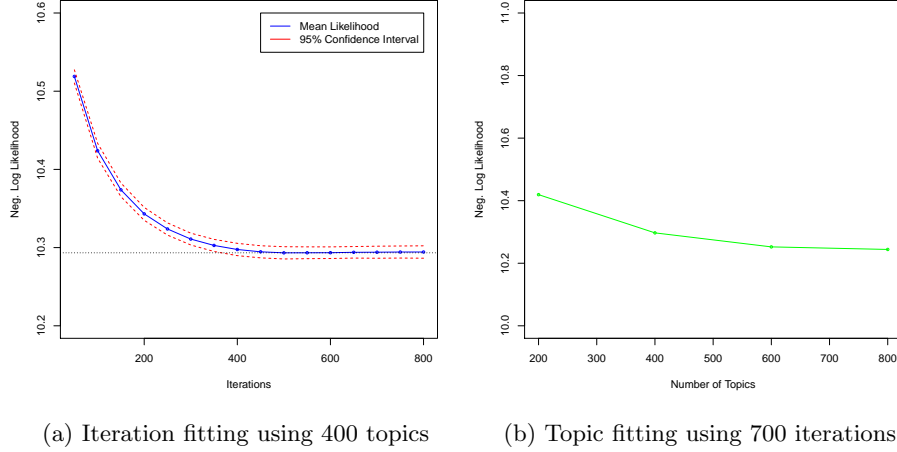 Mean Likelihood
95% Confidence Interval
10.6
10.5
10.4
10.3
10.2
Neg. Log Likelihood
200 400 600 800
Iterations
(a) Iteration fitting using 400 topics
11.0
10.8
10.6
10.4
10.2
10.0
Neg. Log Likelihood
200 300 400 500 600 700 800
Number of Topics
(b) Topic fitting using 700 iterations